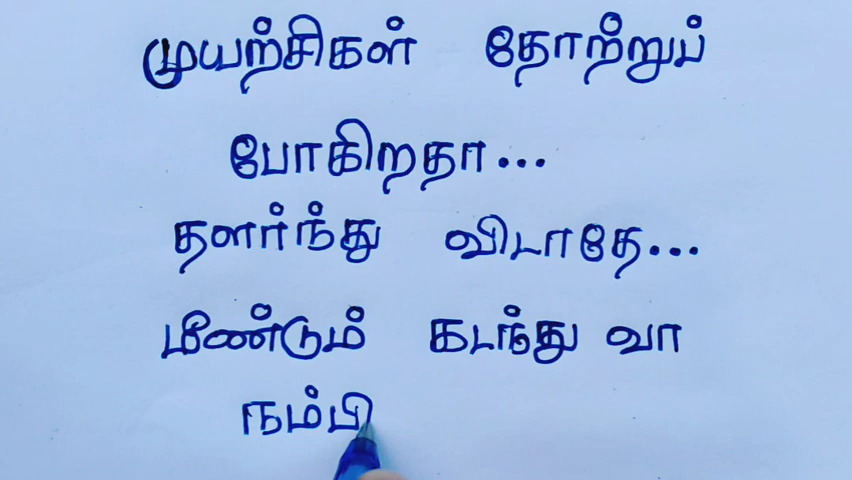 முயற்சிகள் தோற்றுப்
போகிறதா...
தளர்ந்து விடாதே...
மீண்டும் கடந்து வா
நம்பி